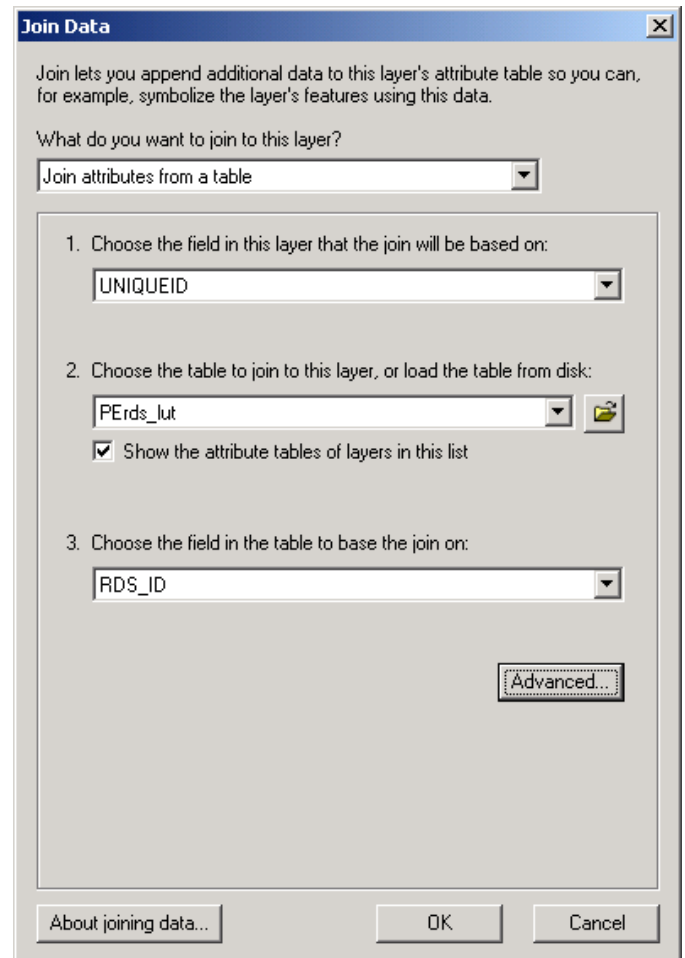 Join Data
Join lets you append additional data to this layer's attribute table so you can,
for example, symbolize the layer's features using this data.
What do you want to join to this layer?
Join attributes from a table
1. Choose the field in this layer that the join will be based on:
UNIQUEID
2. Choose the table to join to this layer, or load the table from disk:
PErds_lut
Show the attribute tables of layers in this list
3. Choose the field in the table to base the join on:
RDS_ID
Advanced...
About joining data...
OK
Cancel